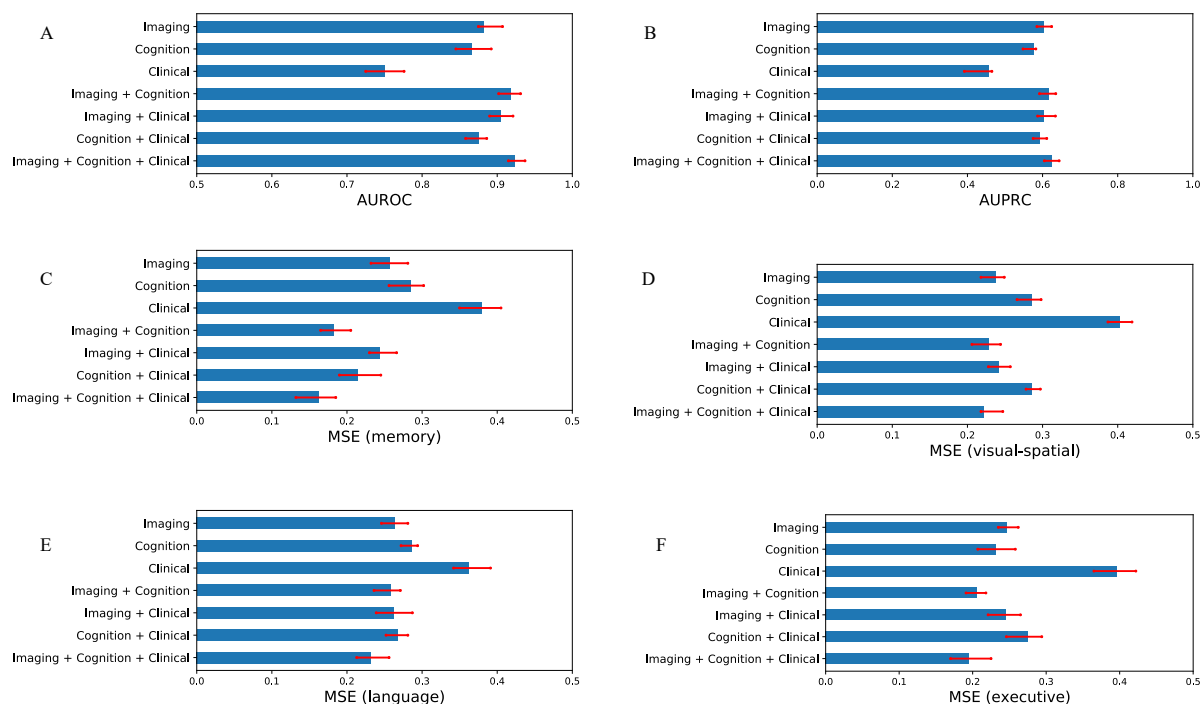 A
Imaging
Cognition
Clinical
Imaging + Cognition
Imaging + Clinical
Cognition + Clinical
Imaging + Cognition + Clinical
0.5 0.6 0.7 0.8 0.9 1.0
AUROC
B
Imaging
Cognition
Clinical
Imaging + Cognition
Imaging + Clinical
Cognition + Clinical
Imaging + Cognition + Clinical
0.0 0.2 0.4 0.6 0.8 1.0
AUPRC
C
Imaging
Cognition
Clinical
Imaging + Cognition
Imaging + Clinical
Cognition + Clinical
Imaging + Cognition + Clinical
0.0 0.1 0.2 0.3 0.4 0.5
MSE (memory)
D
Imaging
Cognition
Clinical
Imaging + Cognition
Imaging + Clinical
Cognition + Clinical
Imaging + Cognition + Clinical
0.0 0.1 0.2 0.3 0.4 0.5
MSE (visual-spatial)
E
Imaging
Cognition
Clinical
Imaging + Cognition
Imaging + Clinical
Cognition + Clinical
Imaging + Cognition + Clinical
0.0 0.1 0.2 0.3 0.4 0.5
MSE (language)
F
Imaging
Cognition
Clinical
Imaging + Cognition
Imaging + Clinical
Cognition + Clinical
Imaging + Cognition + Clinical
0.0 0.1 0.2 0.3 0.4 0.5
MSE (executive)